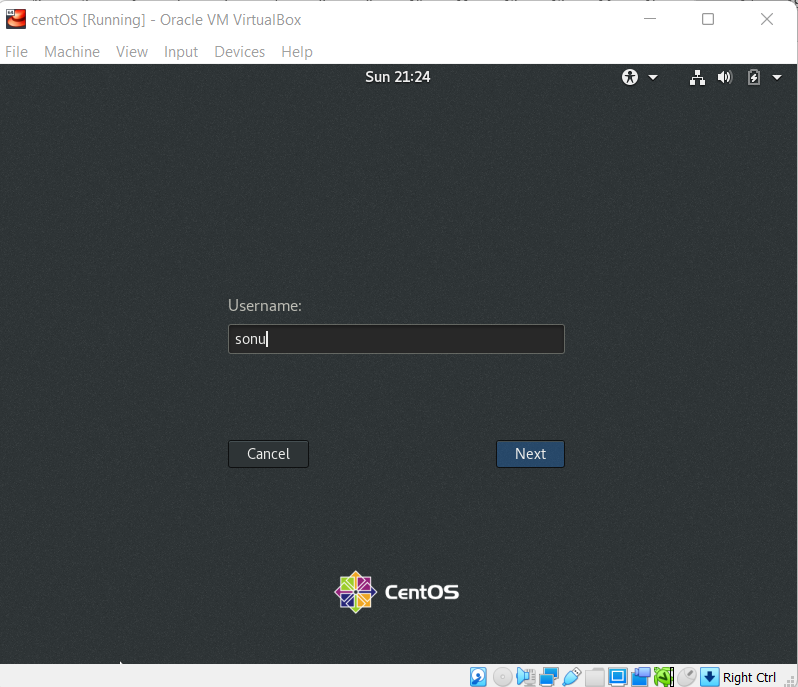 centOS [Running] - Oracle VM VirtualBox
File Machine View Input Devices Help
Sun 21:24
Username:
sonu
Cancel Next
CentOS
Right Ctrl